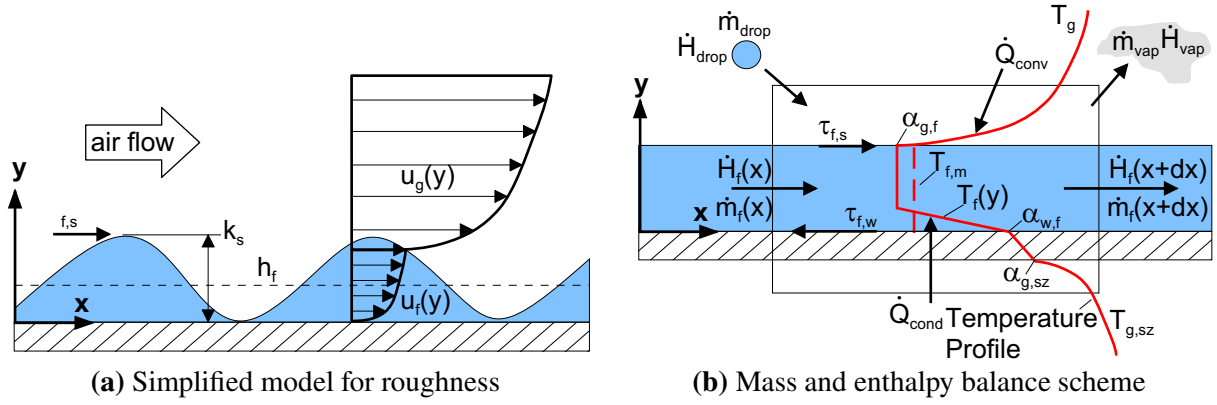 y
air flow
f,s
k_s
h_f
u_g(y)
u_f(y)
x
(a) Simplified model for roughness
ṁ_drop
Ḣ_drop
T_g
Q̇_conv
ṁ_vap Ḣ_vap
y
τ_f,s
α_g,f
T_f,m
Ḣ_f(x)
ṁ_f(x)
T_f(y)
Ḣ_f(x+dx)
ṁ_f(x+dx)
x
τ_f,w
α_w,f
α_g,sz
Q̇_cond
Temperature
Profile
T_g,sz
(b) Mass and enthalpy balance scheme